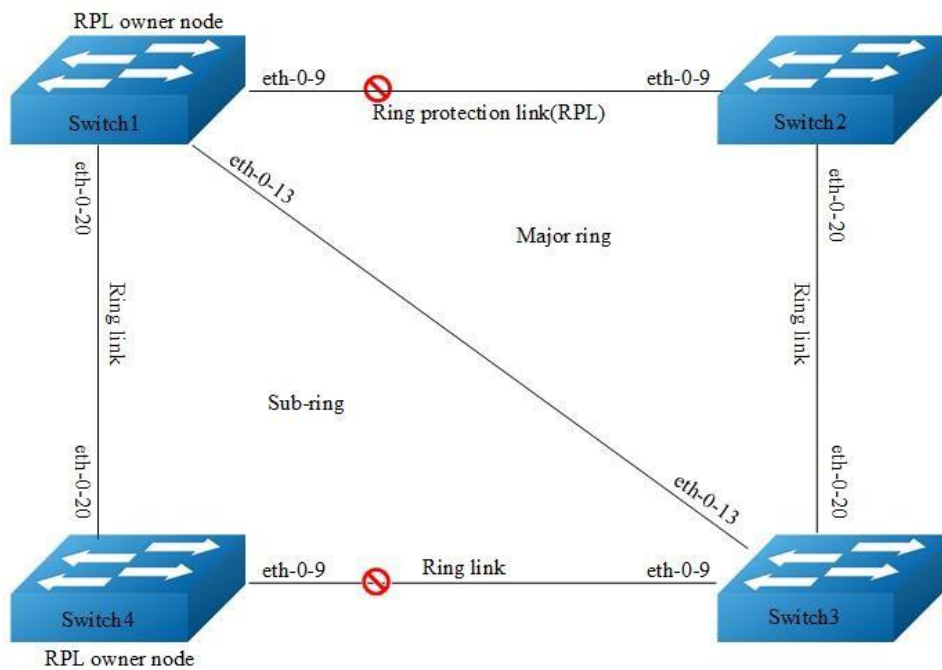 RPL owner node
eth-0-9
eth-0-9
Ring protection link(RPL)
Switch1
Switch2
eth-0-20
eth-0-13
eth-0-20
Major ring
Ring link
Ring link
Sub-ring
eth-0-20
eth-0-13
eth-0-20
eth-0-9
Ring link
eth-0-9
Switch4
Switch3
RPL owner node